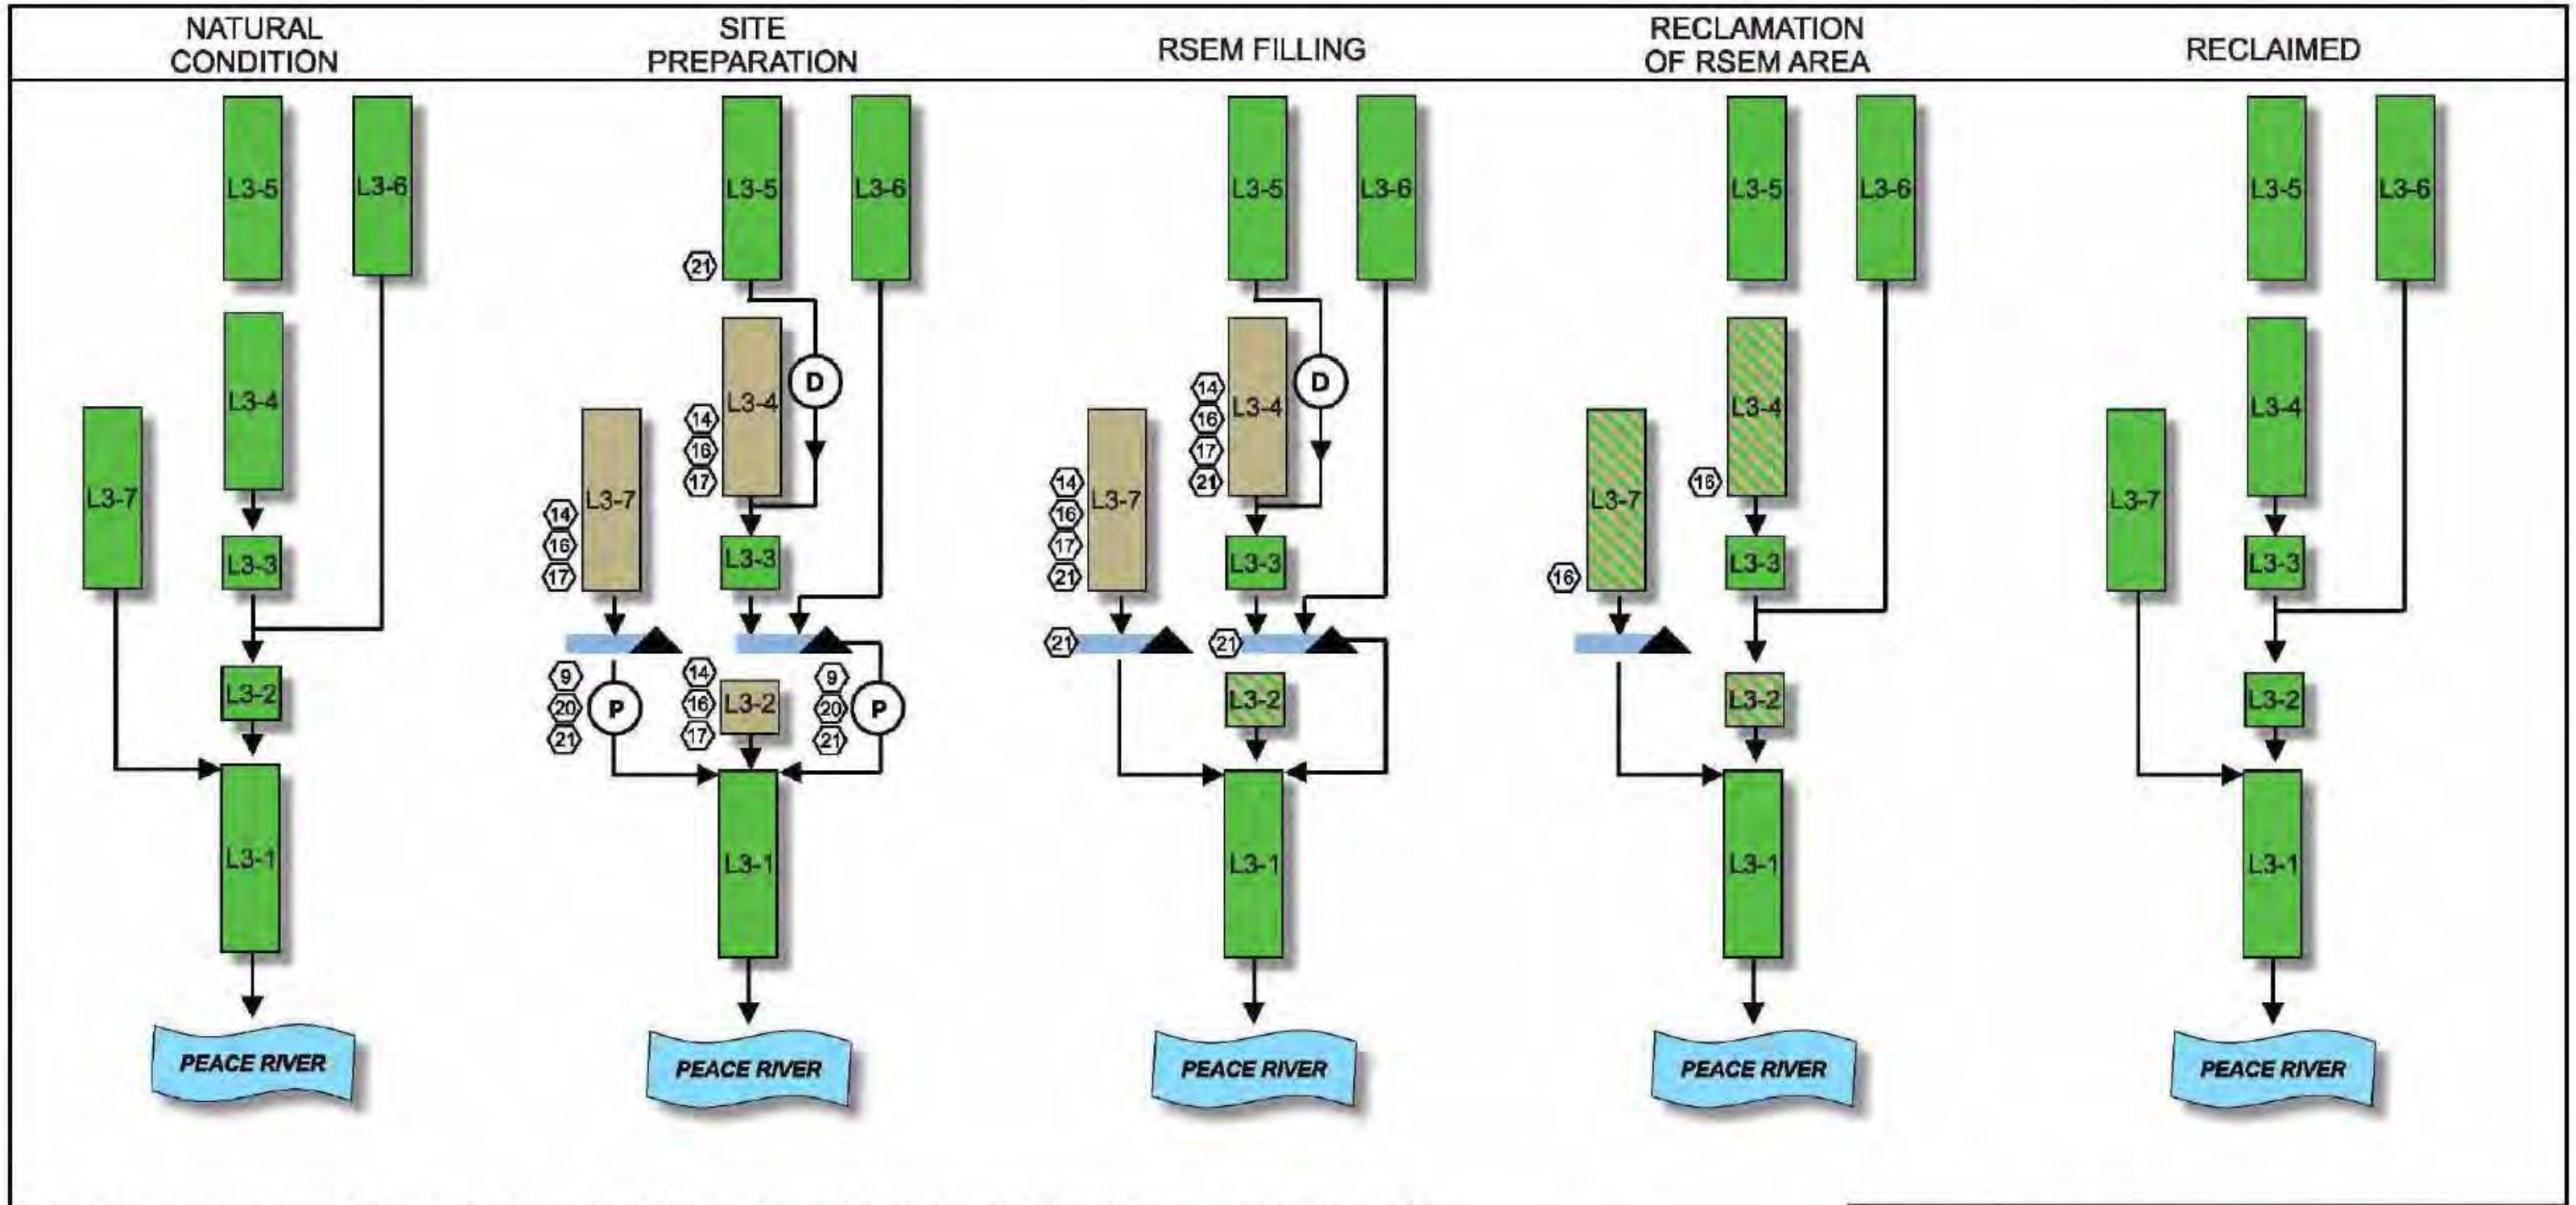 NATURAL
CONDITION
SITE
PREPARATION
RSEM FILLING
RECLAMATION
OF RSEM AREA
RECLAIMED
L3-5
L3-6
L3-4
L3-7
L3-3
L3-2
L3-1
PEACE RIVER
L3-5
L3-6
21
D
L3-4
14
16
17
L3-7
14
16
17
L3-3
9
20
21
P
14
16
17
L3-2
9
20
21
P
L3-1
PEACE RIVER
L3-5
L3-6
D
L3-4
14
16
17
21
L3-7
14
16
17
21
L3-3
21
21
L3-2
L3-1
PEACE RIVER
L3-5
L3-6
L3-4
16
L3-7
16
L3-3
L3-2
L3-1
PEACE RIVER
L3-5
L3-6
L3-4
L3-7
L3-3
L3-2
L3-1
PEACE RIVER